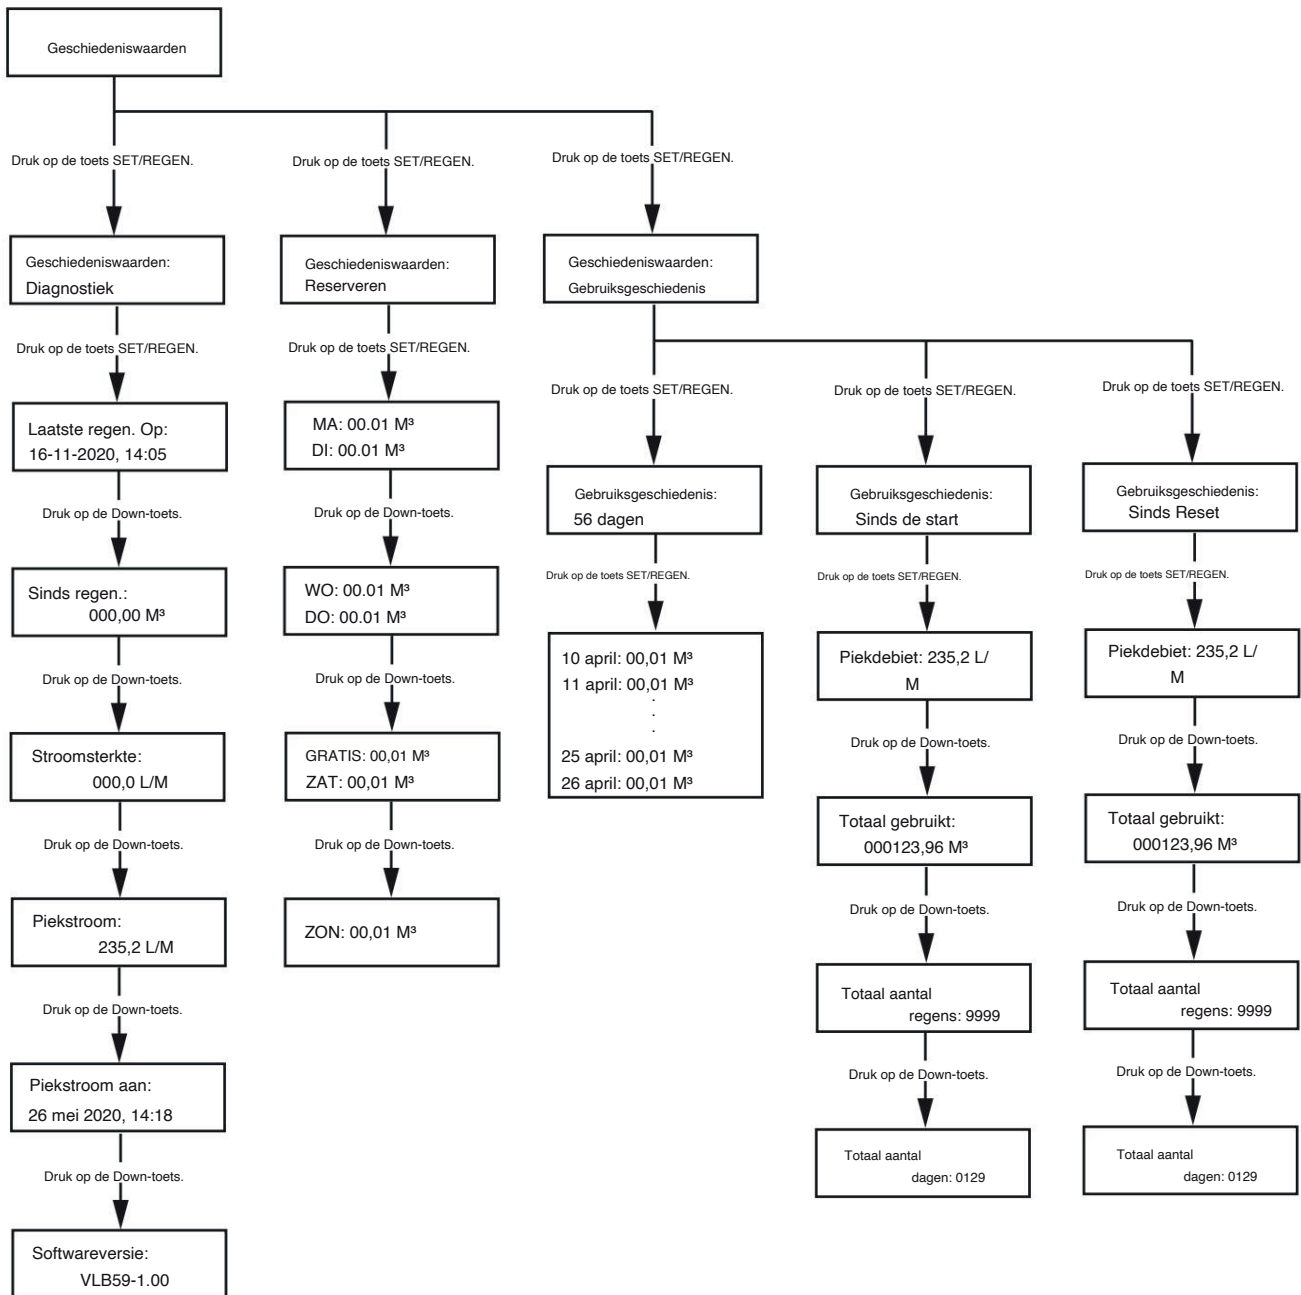 Geschiedeniswaarden
Druk op de toets SET/REGEN.
Druk op de toets SET/REGEN.
Druk op de toets SET/REGEN.
Geschiedeniswaarden:
Diagnostiek
Geschiedeniswaarden:
Reserveren
Geschiedeniswaarden:
Gebruiksgeschiedenis
Druk op de toets SET/REGEN.
Laatste regen. Op:
16-11-2020, 14:05
Druk op de Down-toets.
Sinds regen.:
000,00 M³
Druk op de Down-toets.
Stroomsterkte:
000,0 L/M
Druk op de Down-toets.
Piekstroom:
235,2 L/M
Druk op de Down-toets.
Piekstroom aan:
26 mei 2020, 14:18
Druk op de Down-toets.
Softwareversie:
VLB59-1.00
Druk op de toets SET/REGEN.
MA: 00.01 M³
DI: 00.01 M³
Druk op de Down-toets.
WO: 00.01 M³
DO: 00.01 M³
Druk op de Down-toets.
GRATIS: 00,01 M³
ZAT: 00,01 M³
Druk op de Down-toets.
ZON: 00,01 M³
Druk op de toets SET/REGEN.
Gebruiksgeschiedenis:
56 dagen
Druk op de toets SET/REGEN.
10 april: 00,01 M³
11 april: 00,01 M³
.
.
.
25 april: 00,01 M³
26 april: 00,01 M³
Druk op de toets SET/REGEN.
Gebruiksgeschiedenis:
Sinds de start
Druk op de toets SET/REGEN.
Piekdebiet: 235,2 L/
M
Druk op de Down-toets.
Totaal gebruikt:
000123,96 M³
Druk op de Down-toets.
Totaal aantal
regens: 9999
Druk op de Down-toets.
Totaal aantal
dagen: 0129
Druk op de toets SET/REGEN.
Gebruiksgeschiedenis:
Sinds Reset
Druk op de toets SET/REGEN.
Piekdebiet: 235,2 L/
M
Druk op de Down-toets.
Totaal gebruikt:
000123,96 M³
Druk op de Down-toets.
Totaal aantal
regens: 9999
Druk op de Down-toets.
Totaal aantal
dagen: 0129